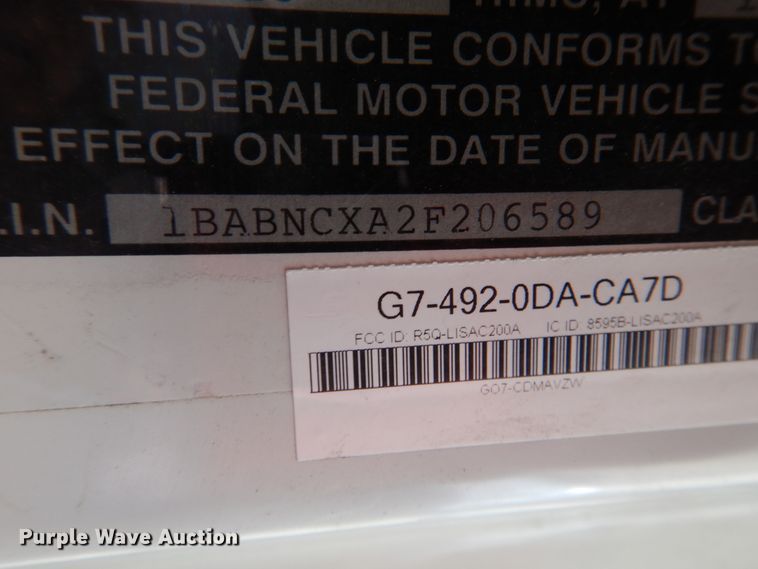 THIS VEHICLE CONFORMS TO
FEDERAL MOTOR VEHICLE S
EFFECT ON THE DATE OF MANU
.I.N. 1BABNCXA2F206589 CLA
G7-492-0DA-CA7D
FCC ID: R5Q-LISAC200A IC ID: 8595B-LISAC200A
GO7-CDMAVZW
Purple Wave Auction